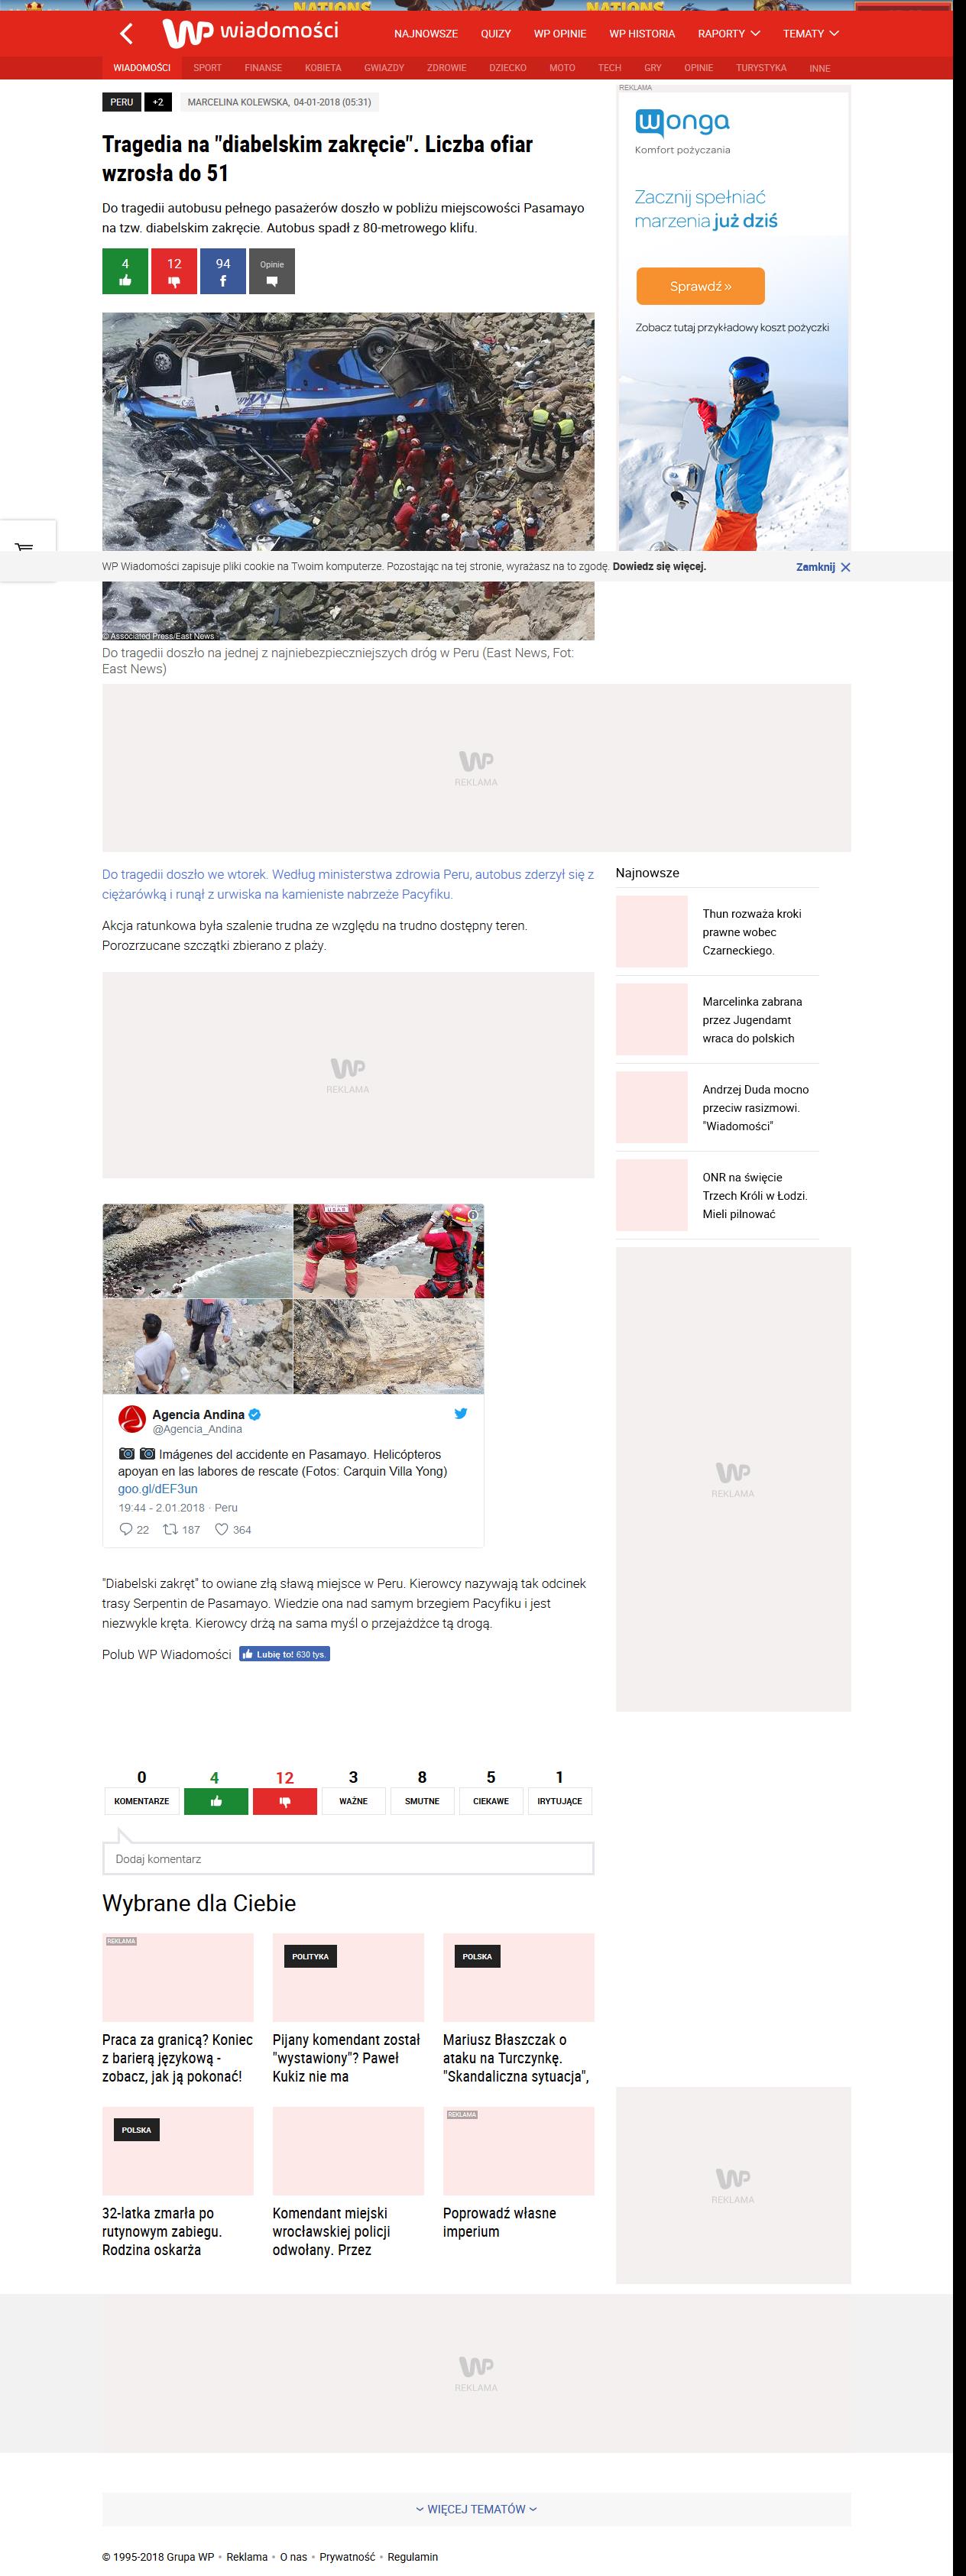 NATIONS NATIONS
WP wiadomości
NAJNOWSZE QUIZY WP OPINIE WP HISTORIA RAPORTY TEMATY
WIADOMOŚCI SPORT FINANSE KOBIETA GWIAZDY ZDROWIE DZIECKO MOTO TECH GRY OPINIE TURYSTYKA INNE
PERU +2 MARCELINA KOLEWSKA, 04-01-2018 (05:31)
Tragedia na "diabelskim zakręcie". Liczba ofiar
wzrosła do 51
Do tragedii autobusu pełnego pasażerów doszło w pobliżu miejscowości Pasamayo
na tzw. diabelskim zakręcie. Autobus spadł z 80-metrowego klifu.
4 12 94 Opinie
REKLAMA
wonga
Komfort pożyczania
Zacznij spełniać
marzenia już dziś
Sprawdź »
Zobacz tutaj przykładowy koszt pożyczki
WP Wiadomości zapisuje pliki cookie na Twoim komputerze. Pozostając na tej stronie, wyrażasz na to zgodę. Dowiedz się więcej. Zamknij
© Associated Press/East News
Do tragedii doszło na jednej z najniebezpieczniejszych dróg w Peru (East News, Fot:
East News)
WP
REKLAMA
Do tragedii doszło we wtorek. Według ministerstwa zdrowia Peru, autobus zderzył się z
ciężarówką i runął z urwiska na kamieniste nabrzeże Pacyfiku.
Akcja ratunkowa była szalenie trudna ze względu na trudno dostępny teren.
Porozrzucane szczątki zbierano z plaży.
WP
REKLAMA
Najnowsze
Thun rozważa kroki
prawne wobec
Czarneckiego.
Marcelinka zabrana
przez Jugendamt
wraca do polskich
Andrzej Duda mocno
przeciw rasizmowi.
"Wiadomości"
ONR na święcie
Trzech Króli w Łodzi.
Mieli pilnować
WP
REKLAMA
USAR
Agencia Andina
@Agencia_Andina
Imágenes del accidente en Pasamayo. Helicópteros
apoyan en las labores de rescate (Fotos: Carquin Villa Yong)
goo.gl/dEF3un
19:44 - 2.01.2018 · Peru
22 187 364
"Diabelski zakręt" to owiane złą sławą miejsce w Peru. Kierowcy nazywają tak odcinek
trasy Serpentin de Pasamayo. Wiedzie ona nad samym brzegiem Pacyfiku i jest
niezwykle kręta. Kierowcy drżą na sama myśl o przejażdżce tą drogą.
Polub WP Wiadomości Lubię to! 630 tys.
0 4 12 3 8 5 1
KOMENTARZE WAŻNE SMUTNE CIEKAWE IRYTUJĄCE
Dodaj komentarz
Wybrane dla Ciebie
REKLAMA POLITYKA POLSKA
Praca za granicą? Koniec
z barierą językową -
zobacz, jak ją pokonać!
Pijany komendant został
"wystawiony"? Paweł
Kukiz nie ma
Mariusz Błaszczak o
ataku na Turczynkę.
"Skandaliczna sytuacja",
POLSKA REKLAMA
32-latka zmarła po
rutynowym zabiegu.
Rodzina oskarża
Komendant miejski
wrocławskiej policji
odwołany. Przez
Poprowadź własne
imperium
WP
REKLAMA
WP
REKLAMA
WIĘCEJ TEMATÓW
© 1995-2018 Grupa WP • Reklama • O nas • Prywatność • Regulamin